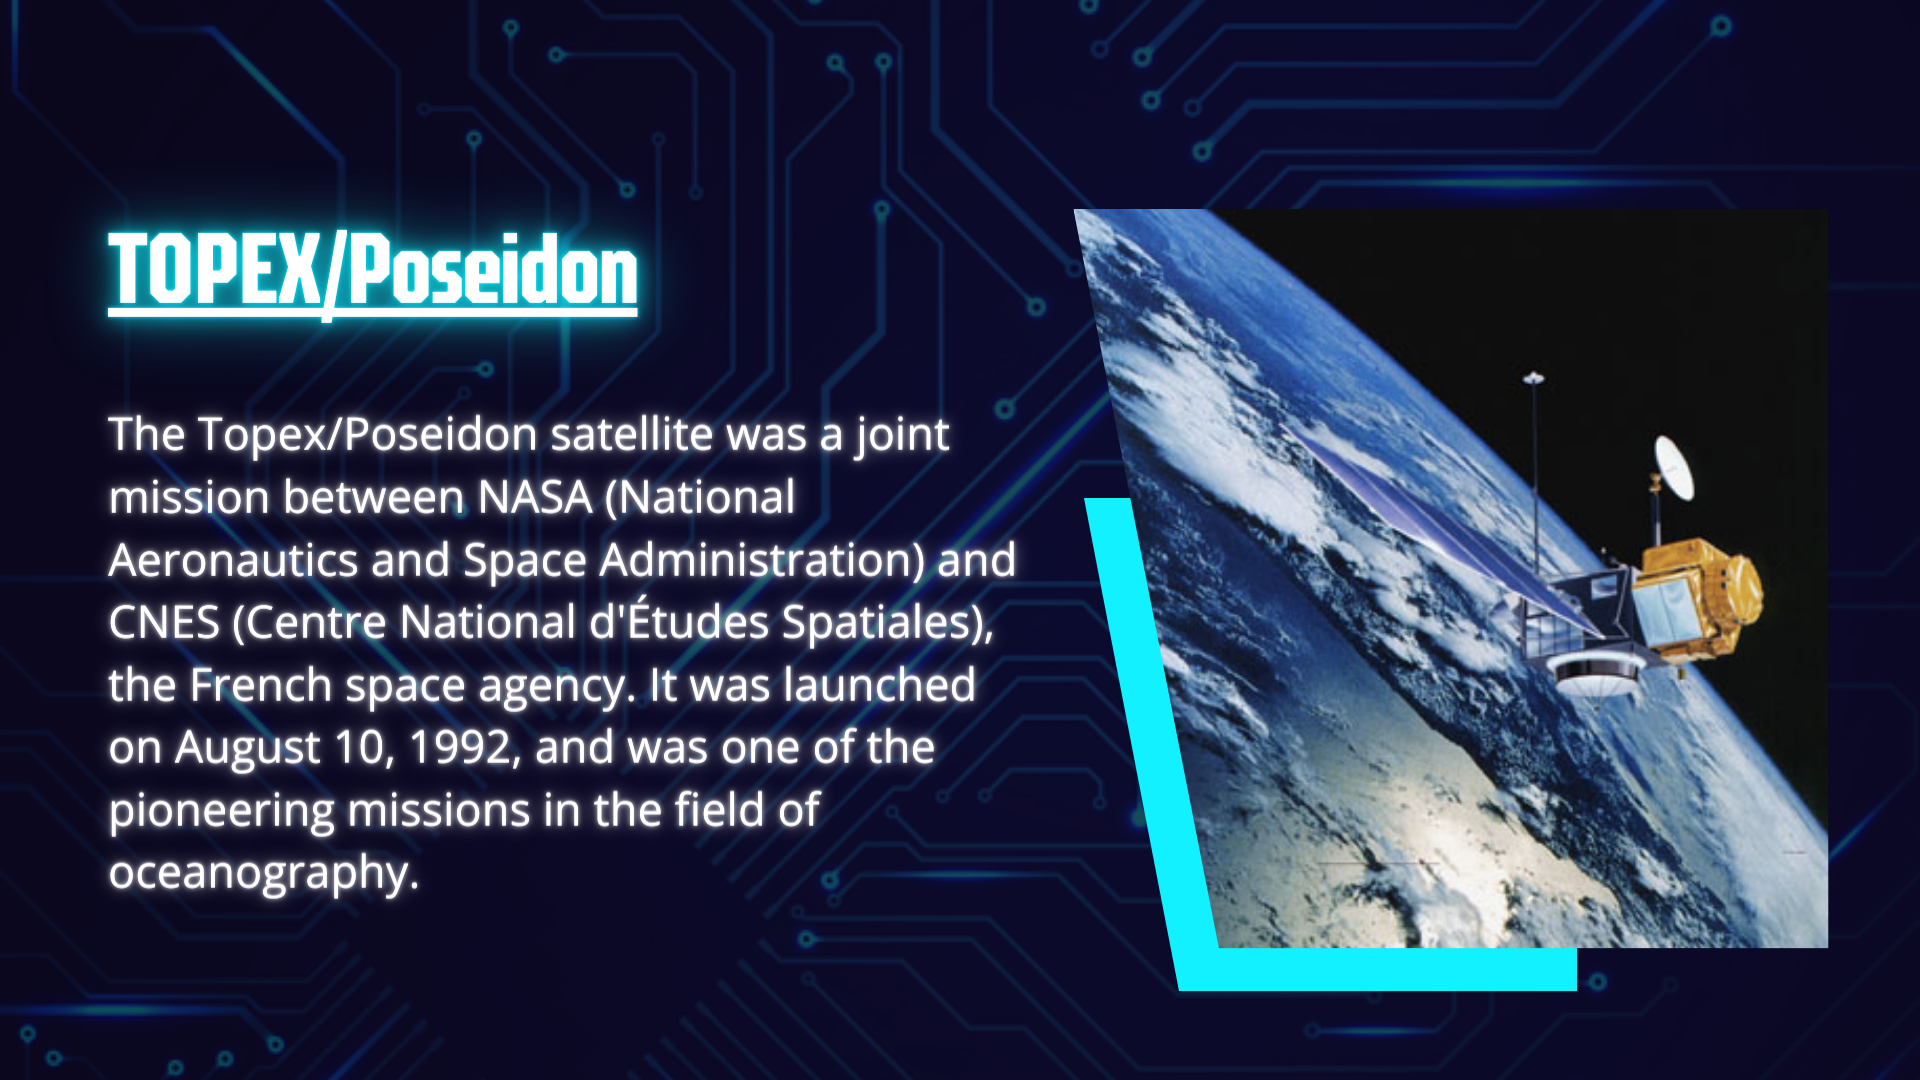 TOPEX/Poseidon
The Topex/Poseidon satellite was a joint
mission between NASA (National
Aeronautics and Space Administration) and
CNES (Centre National d'Études Spatiales),
the French space agency. It was launched
on August 10, 1992, and was one of the
pioneering missions in the field of
oceanography.